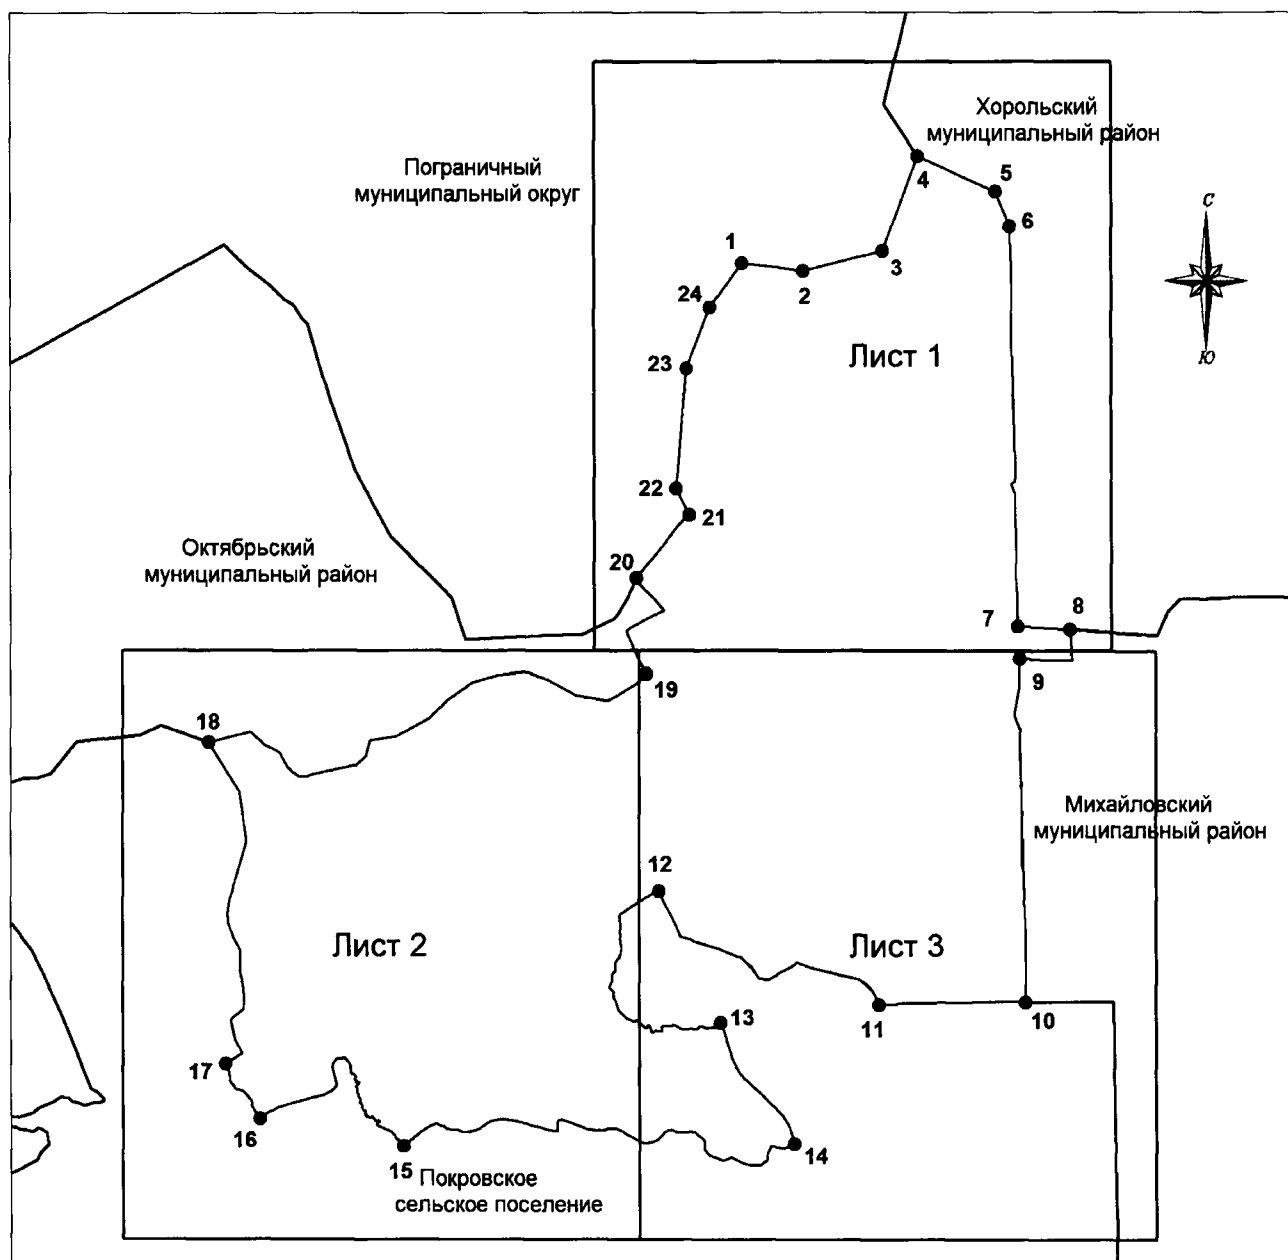 Хорольский
муниципальный район
Пограничный
муниципальный округ
4
5
С
6
1
3
2
24
Лист 1
Ю
23
22
21
Октябрьский
муниципальный район
20
7
8
9
19
18
Михайловский
муниципальный район
12
Лист 2
Лист 3
13
11
10
17
16
14
15
Покровское
сельское поселение